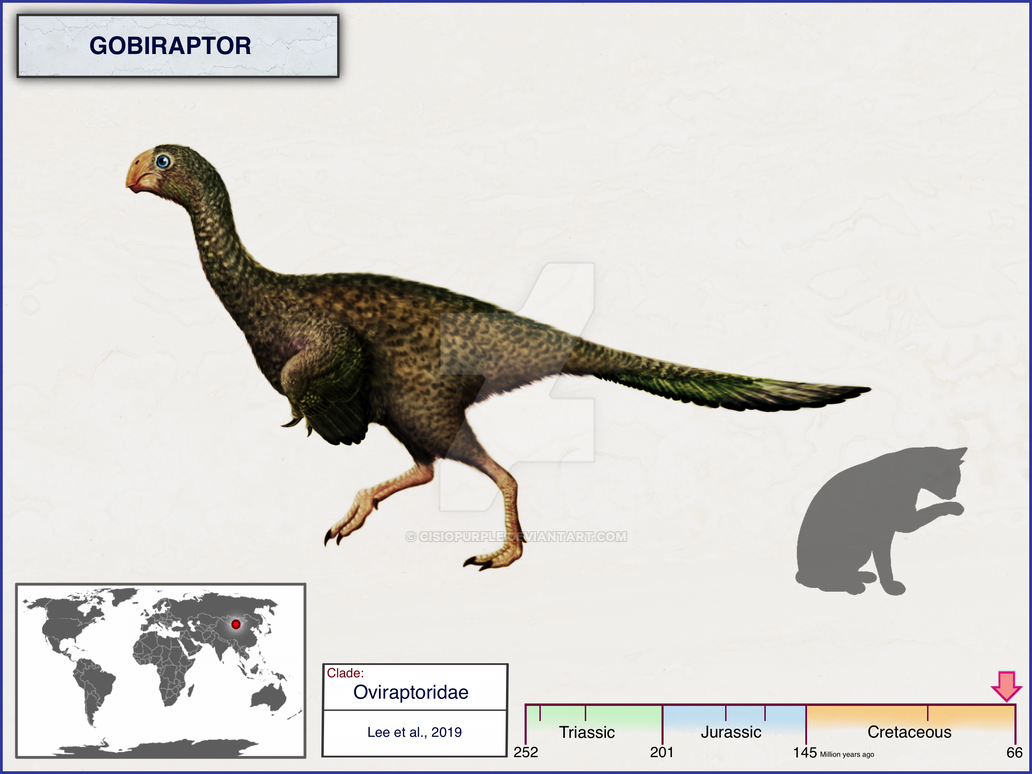 GOBIRAPTOR
© CISIOPURPLE.DEVIANTART.COM
Clade:
Oviraptoridae
Lee et al., 2019
Triassic Jurassic Cretaceous
252 201 145 Million years ago 66